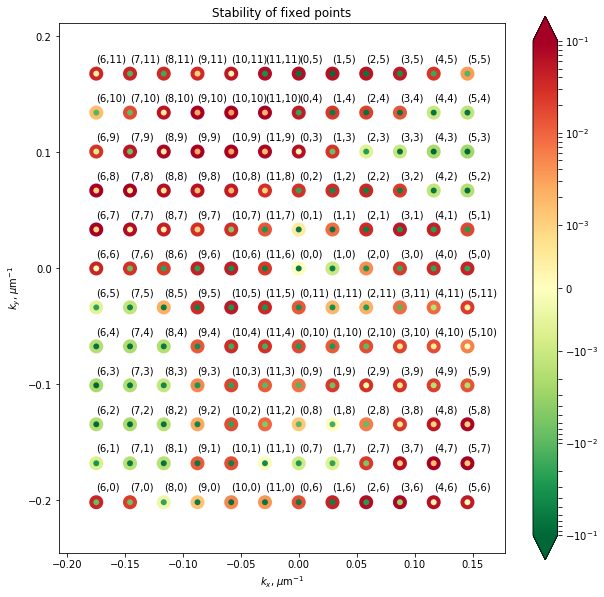 Stability of fixed points
0.2
(6,11) (7,11) (8,11) (9,11) (10,11) (11,11) (0,5) (1,5) (2,5) (3,5) (4,5) (5,5)
(6,10) (7,10) (8,10) (9,10) (10,10) (11,10) (0,4) (1,4) (2,4) (3,4) (4,4) (5,4)
0.1
(6,9) (7,9) (8,9) (9,9) (10,9) (11,9) (0,3) (1,3) (2,3) (3,3) (4,3) (5,3)
(6,8) (7,8) (8,8) (9,8) (10,8) (11,8) (0,2) (1,2) (2,2) (3,2) (4,2) (5,2)
(6,7) (7,7) (8,7) (9,7) (10,7) (11,7) (0,1) (1,1) (2,1) (3,1) (4,1) (5,1)
0.0
(6,6) (7,6) (8,6) (9,6) (10,6) (11,6) (0,0) (1,0) (2,0) (3,0) (4,0) (5,0)
(6,5) (7,5) (8,5) (9,5) (10,5) (11,5) (0,11) (1,11) (2,11) (3,11) (4,11) (5,11)
(6,4) (7,4) (8,4) (9,4) (10,4) (11,4) (0,10) (1,10) (2,10) (3,10) (4,10) (5,10)
−0.1
(6,3) (7,3) (8,3) (9,3) (10,3) (11,3) (0,9) (1,9) (2,9) (3,9) (4,9) (5,9)
(6,2) (7,2) (8,2) (9,2) (10,2) (11,2) (0,8) (1,8) (2,8) (3,8) (4,8) (5,8)
(6,1) (7,1) (8,1) (9,1) (10,1) (11,1) (0,7) (1,7) (2,7) (3,7) (4,7) (5,7)
−0.2
(6,0) (7,0) (8,0) (9,0) (10,0) (11,0) (0,6) (1,6) (2,6) (3,6) (4,6) (5,6)
k_y, μm⁻¹
−0.20 −0.15 −0.10 −0.05 0.00 0.05 0.10 0.15
k_x, μm⁻¹
10⁻¹
10⁻²
10⁻³
0
−10⁻³
−10⁻²
−10⁻¹